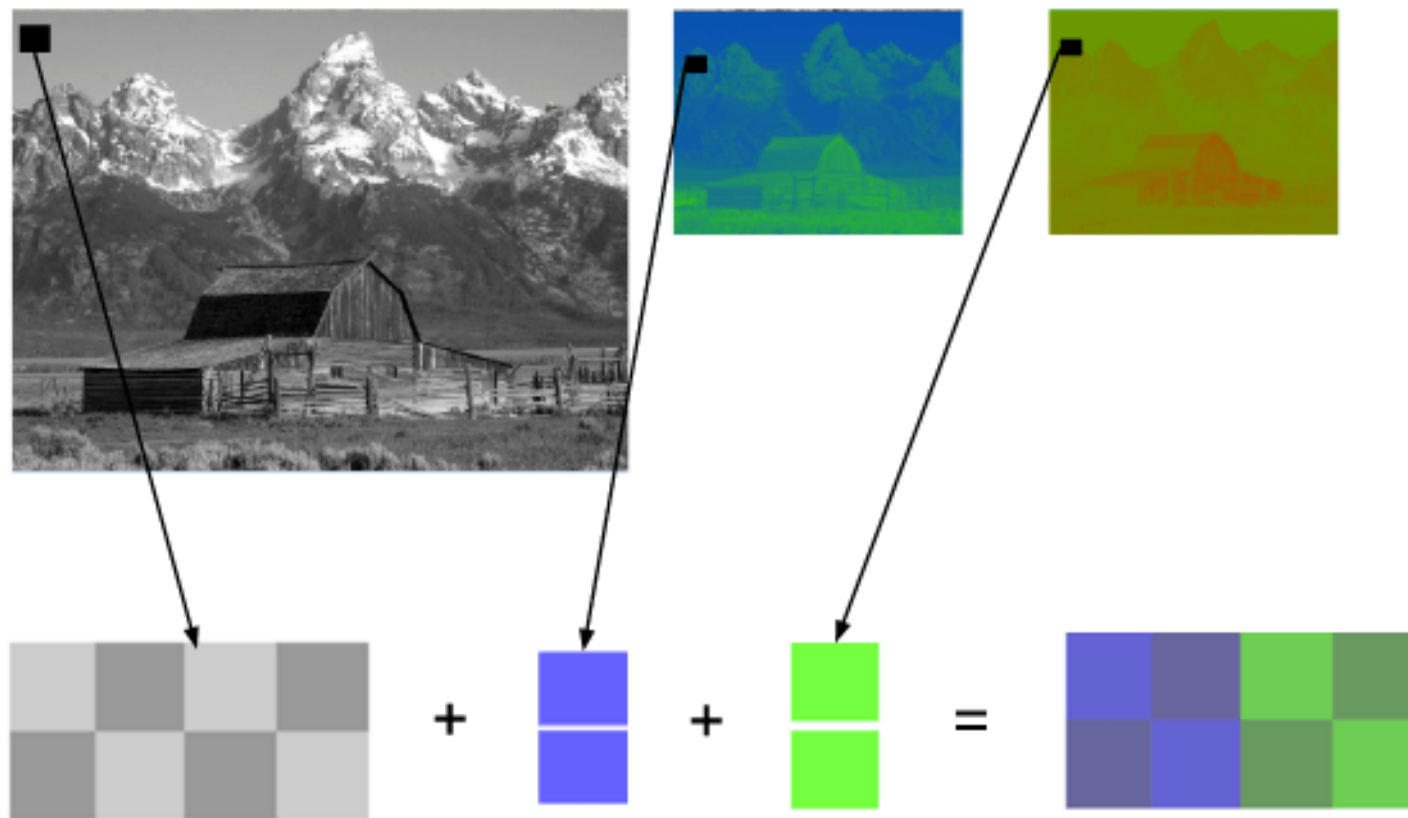 + + =